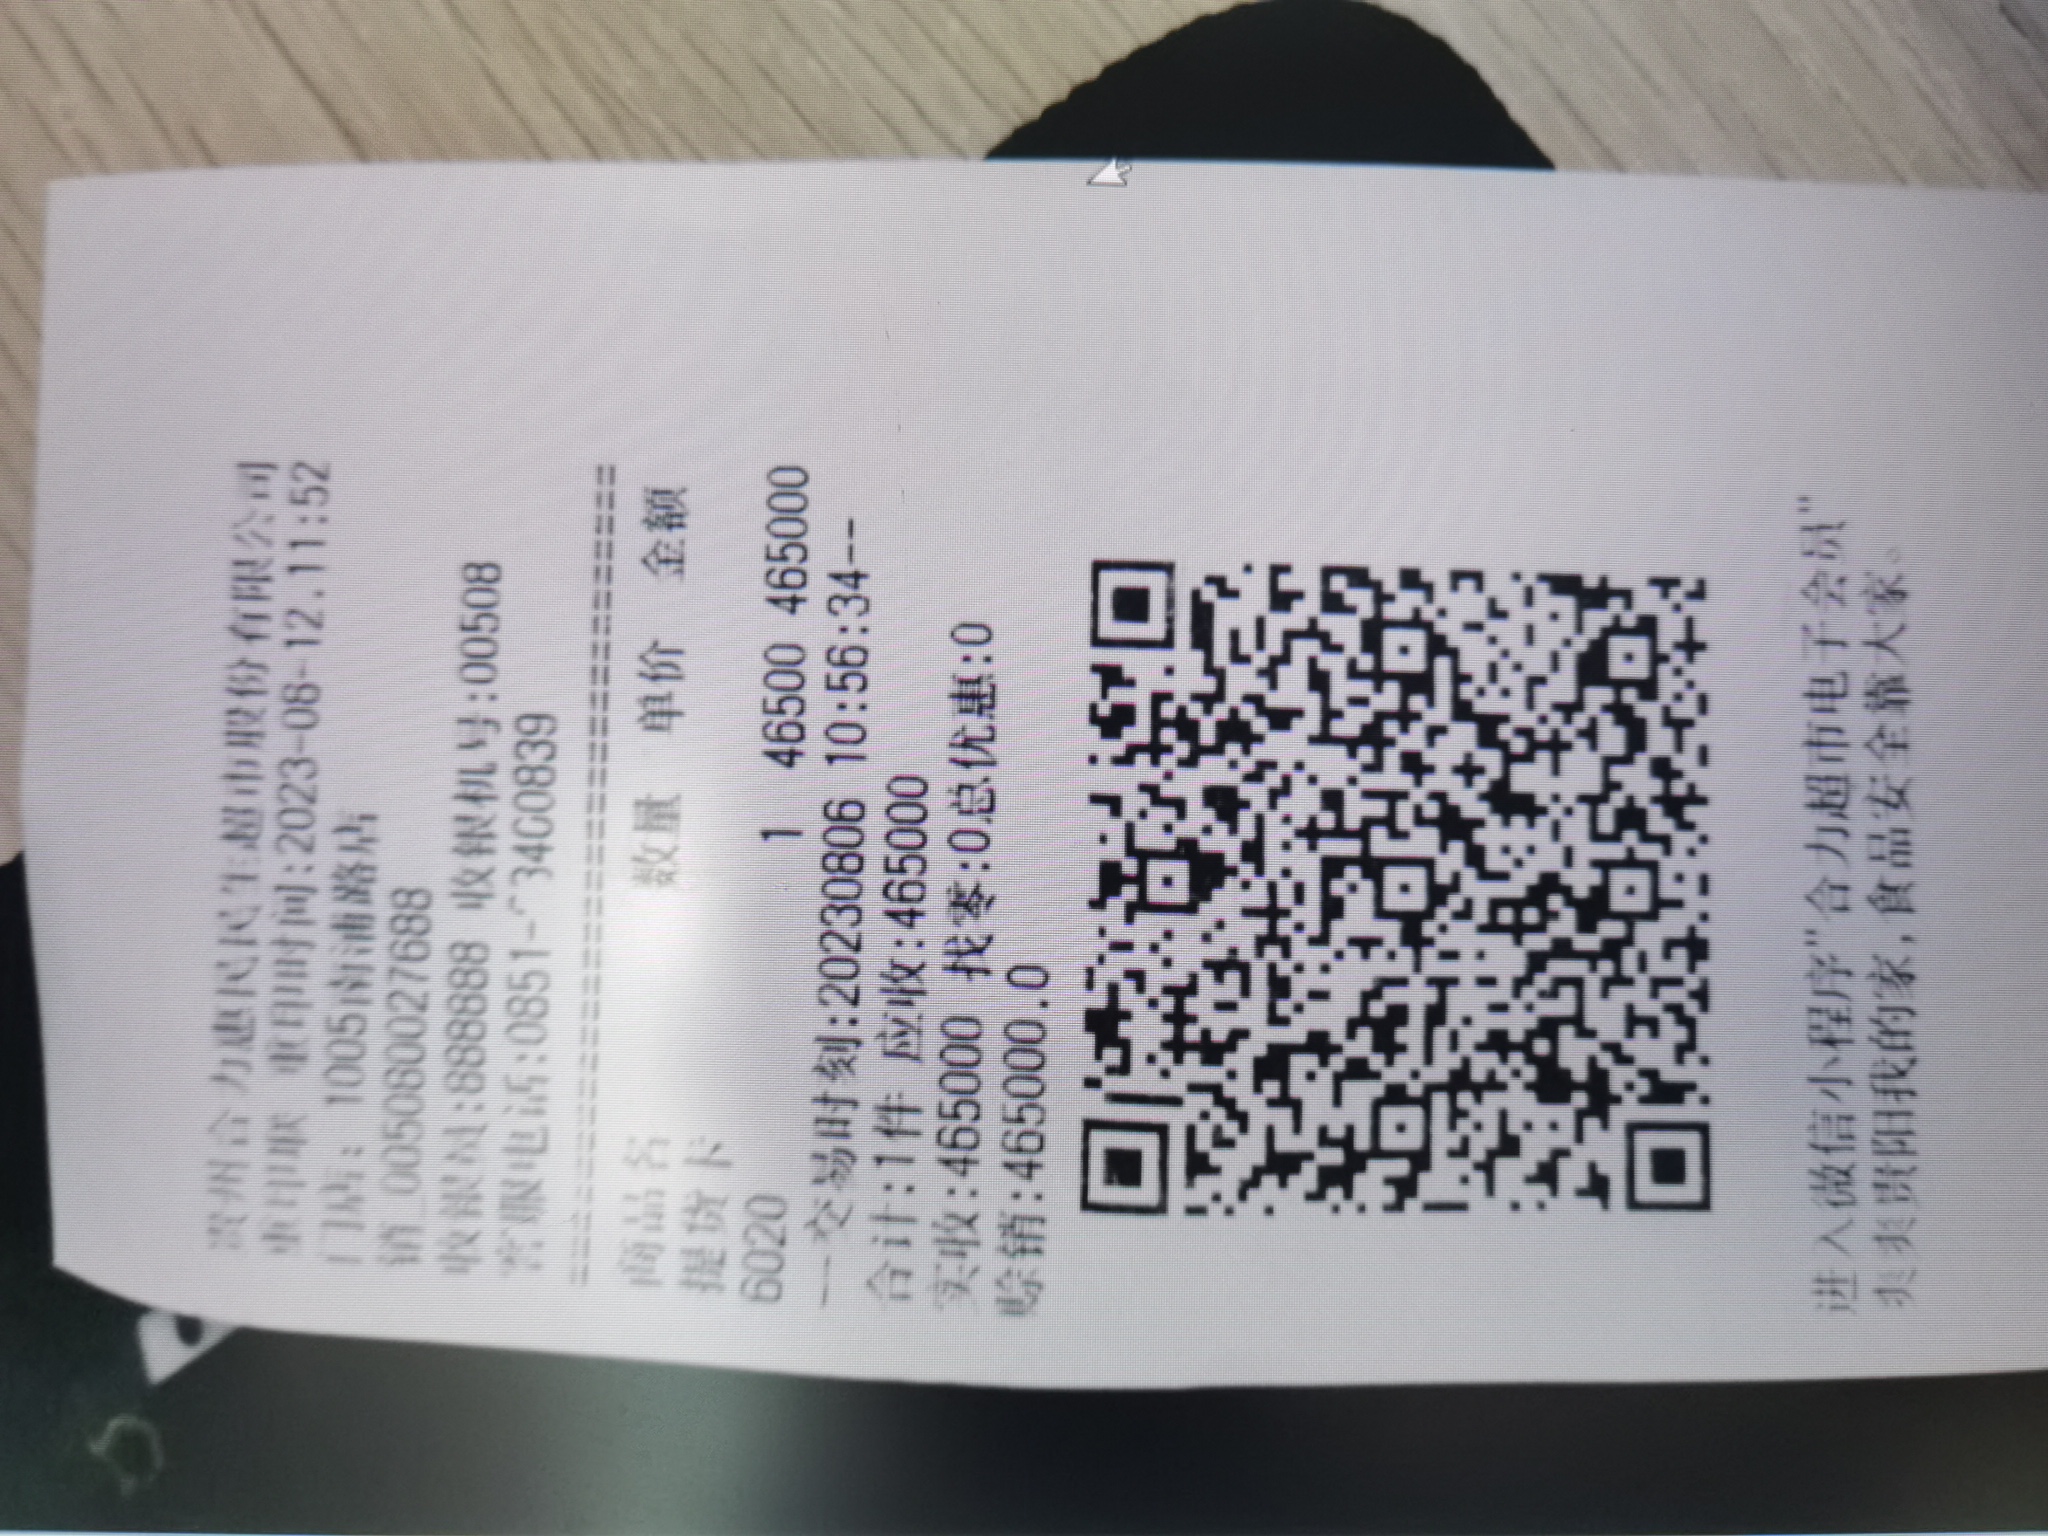 贵州合力惠民民生超市股份有限公司
重印联 重印时间:2023-08-12.11:52
门店: 1005南浦路店
销_00508000027688
收银员:888888 收银机号:00508
客服电话:0851-
==============================
商品名 数量 单价 金额
提货卡
6020 1 46500 465000
--交易时刻:20230806 10:56:34--
合计:1件 应收:465000
实收:465000 找零:0总优惠:0
赊销:465000.0
进入微信小程序"合力超市电子会员"
爽爽贵阳我的家,食品安全靠大家。